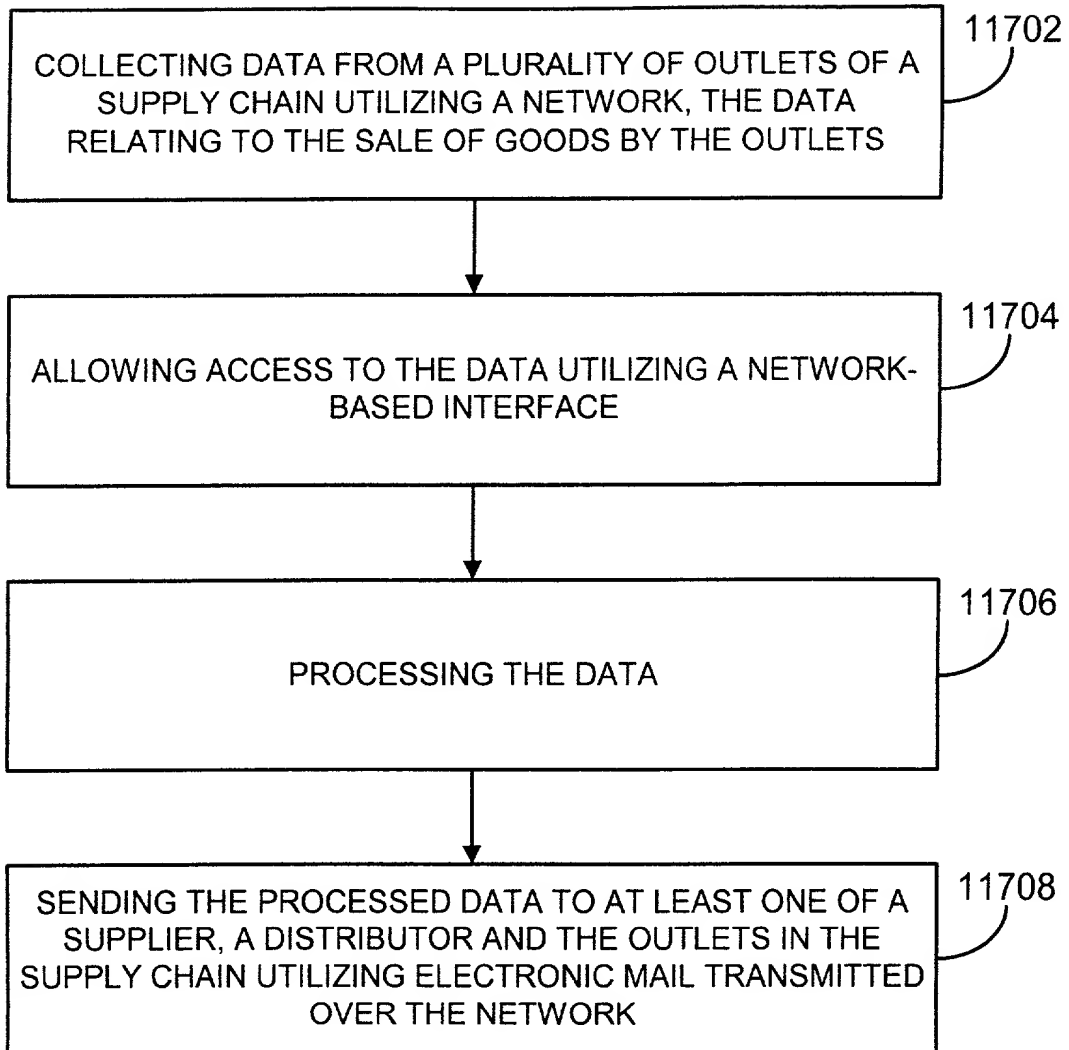 11702
COLLECTING DATA FROM A PLURALITY OF OUTLETS OF A
SUPPLY CHAIN UTILIZING A NETWORK, THE DATA
RELATING TO THE SALE OF GOODS BY THE OUTLETS
11704
ALLOWING ACCESS TO THE DATA UTILIZING A NETWORK-
BASED INTERFACE
11706
PROCESSING THE DATA
11708
SENDING THE PROCESSED DATA TO AT LEAST ONE OF A
SUPPLIER, A DISTRIBUTOR AND THE OUTLETS IN THE
SUPPLY CHAIN UTILIZING ELECTRONIC MAIL TRANSMITTED
OVER THE NETWORK